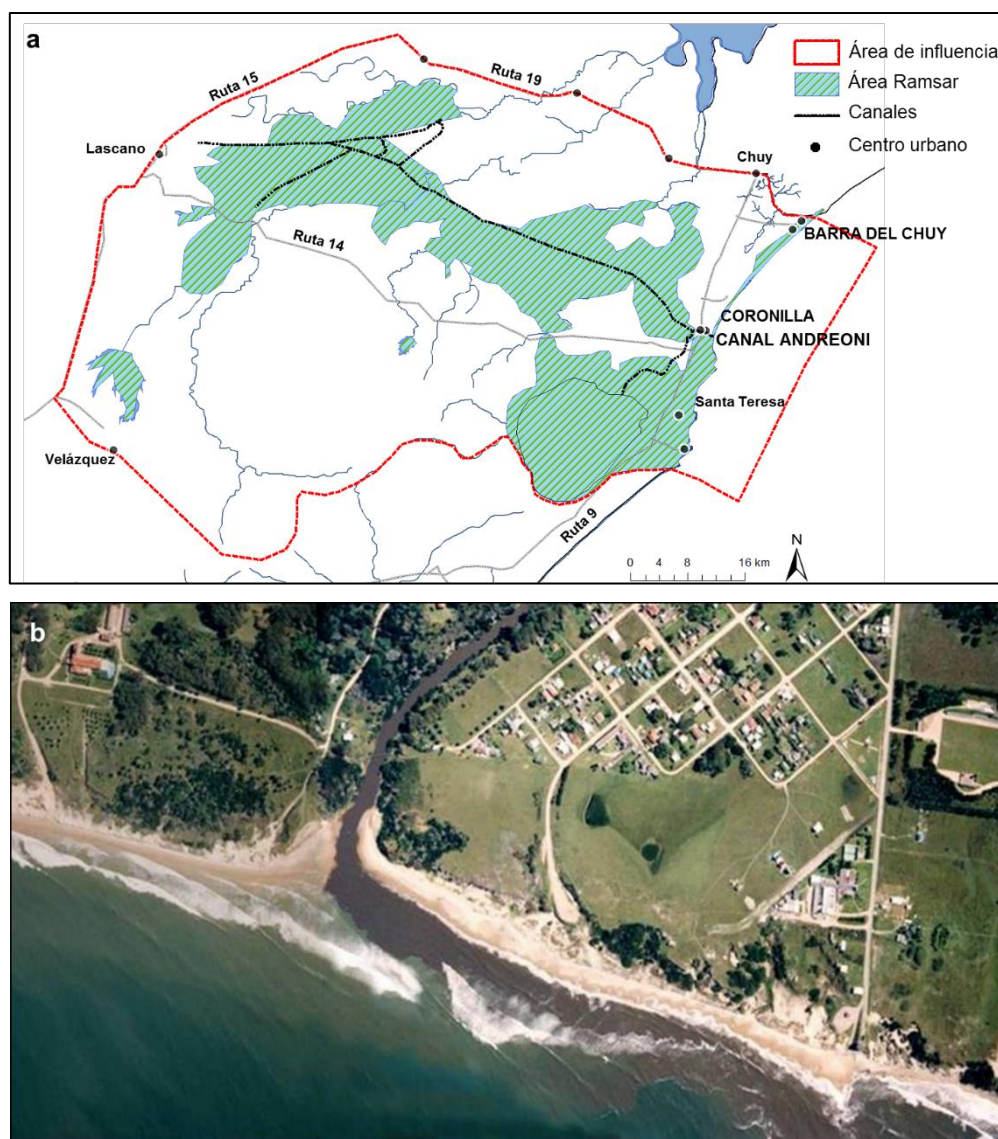 a
Ruta 15
Ruta 19
Área de influencia
Área Ramsar
Canales
Centro urbano
Lascano
Chuy
BARRA DEL CHUY
Ruta 14
CORONILLA
CANAL ANDREONI
Santa Teresa
Velázquez
Ruta 9
N
0 4 8 16 km
b